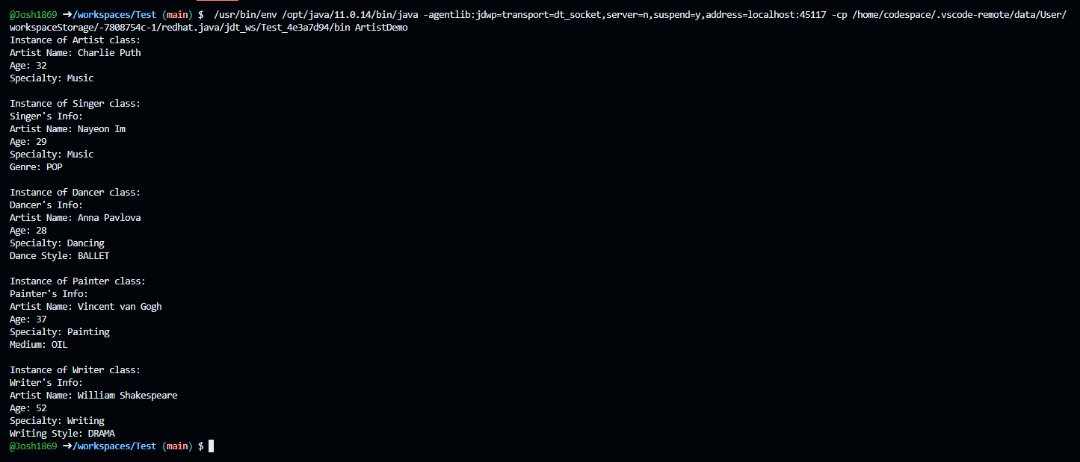 @Josh1869 ➜/workspaces/Test (main) $  /usr/bin/env /opt/java/11.0.14/bin/java -agentlib:jdwp=transport=dt_socket,server=n,suspend=y,address=localhost:45117 -cp /home/codespace/.vscode-remote/data/User/
workspaceStorage/-7808754c-1/redhat.java/jdt_ws/Test_4e3a7d94/bin ArtistDemo
Instance of Artist class:
Artist Name: Charlie Puth
Age: 32
Specialty: Music

Instance of Singer class:
Singer's Info:
Artist Name: Nayeon Im
Age: 29
Specialty: Music
Genre: POP

Instance of Dancer class:
Dancer's Info:
Artist Name: Anna Pavlova
Age: 28
Specialty: Dancing
Dance Style: BALLET

Instance of Painter class:
Painter's Info:
Artist Name: Vincent van Gogh
Age: 37
Specialty: Painting
Medium: OIL

Instance of Writer class:
Writer's Info:
Artist Name: William Shakespeare
Age: 52
Specialty: Writing
Writing Style: DRAMA
@Josh1869 ➜/workspaces/Test (main) $